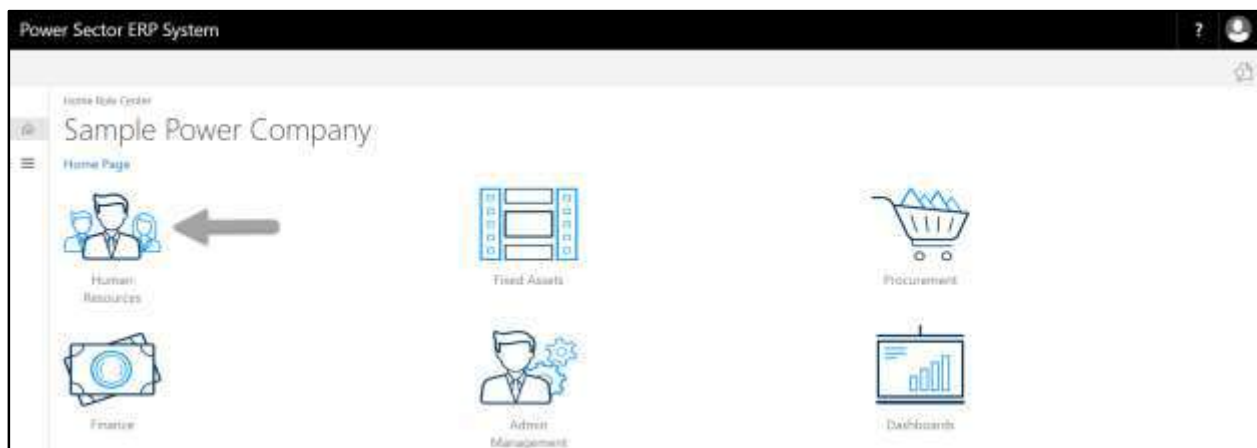 Power Sector ERP System
?
Home Role Center
Sample Power Company
Home Page
Human
Resources
Fixed Assets
Procurement
Finance
Admin
Management
Dashboards